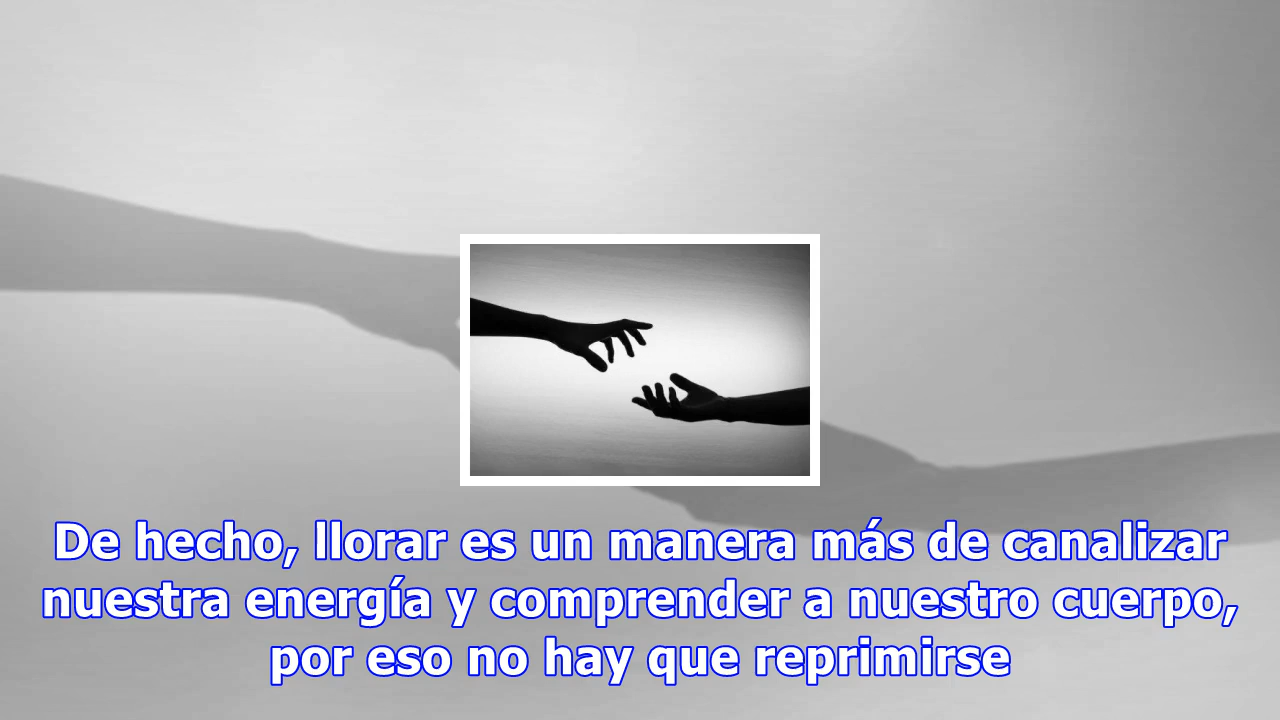 De hecho, llorar es un manera más de canalizar
nuestra energía y comprender a nuestro cuerpo,
por eso no hay que reprimirse